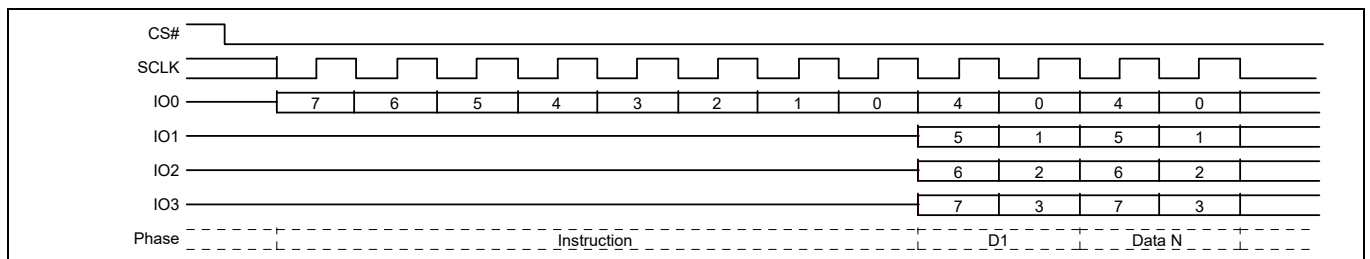 CS#
SCLK
IO0 7 6 5 4 3 2 1 0 4 0 4 0
IO1 5 1 5 1
IO2 6 2 6 2
IO3 7 3 7 3
Phase Instruction D1 Data N